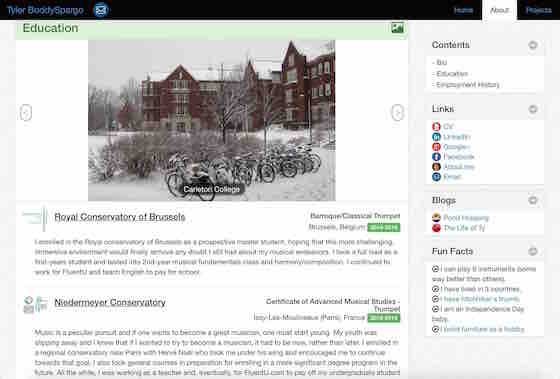 Tyler BoddySpargo
Home
About
Projects
Education
Carleton College
Royal Conservatory of Brussels
Baroque/Classical Trumpet
Brussels, Belgium
I enrolled in the Royal conservatory of Brussels as a prospective master student, hoping that this more challenging,
immersive environment would finally remove any doubt I still had about my musical endeavors. I took a full load as a
first-years student and tested into 2nd-year musical fundamentals class and harmony/composition. I continued to
work for FluentU and teach English to pay for school.
Niedermeyer Conservatory
Certificate of Advanced Musical Studies -
Trumpet
Issy-Les-Moulineaux (Paris), France
Music is a peculiar pursuit and if one wants to become a great musician, one must start young. My youth was
slipping away and I knew that if I wanted to try to become a musician, it had to be now, rather than later. I enrolled in
a regional conservatory near Paris with Hervé Noël who took me under his wing and encouraged me to continue
towards that goal. I also took general courses in preparation for enrolling in a more significant degree program in the
future. All the while, I was working as a teacher and, eventually, for FluentU.com to pay off my undergraduate student
Contents
- Bio
- Education
- Employment History
Links
CV
LinkedIn
Google+
Facebook
About.me
Email
Blogs
Pond Hopping
The Life of Ty
Fun Facts
I can play 8 instruments (some
way better than others).
I have lived in 3 countries.
I have hitchhiker's thumb.
I am an Independence Day
baby.
I build furniture as a hobby.